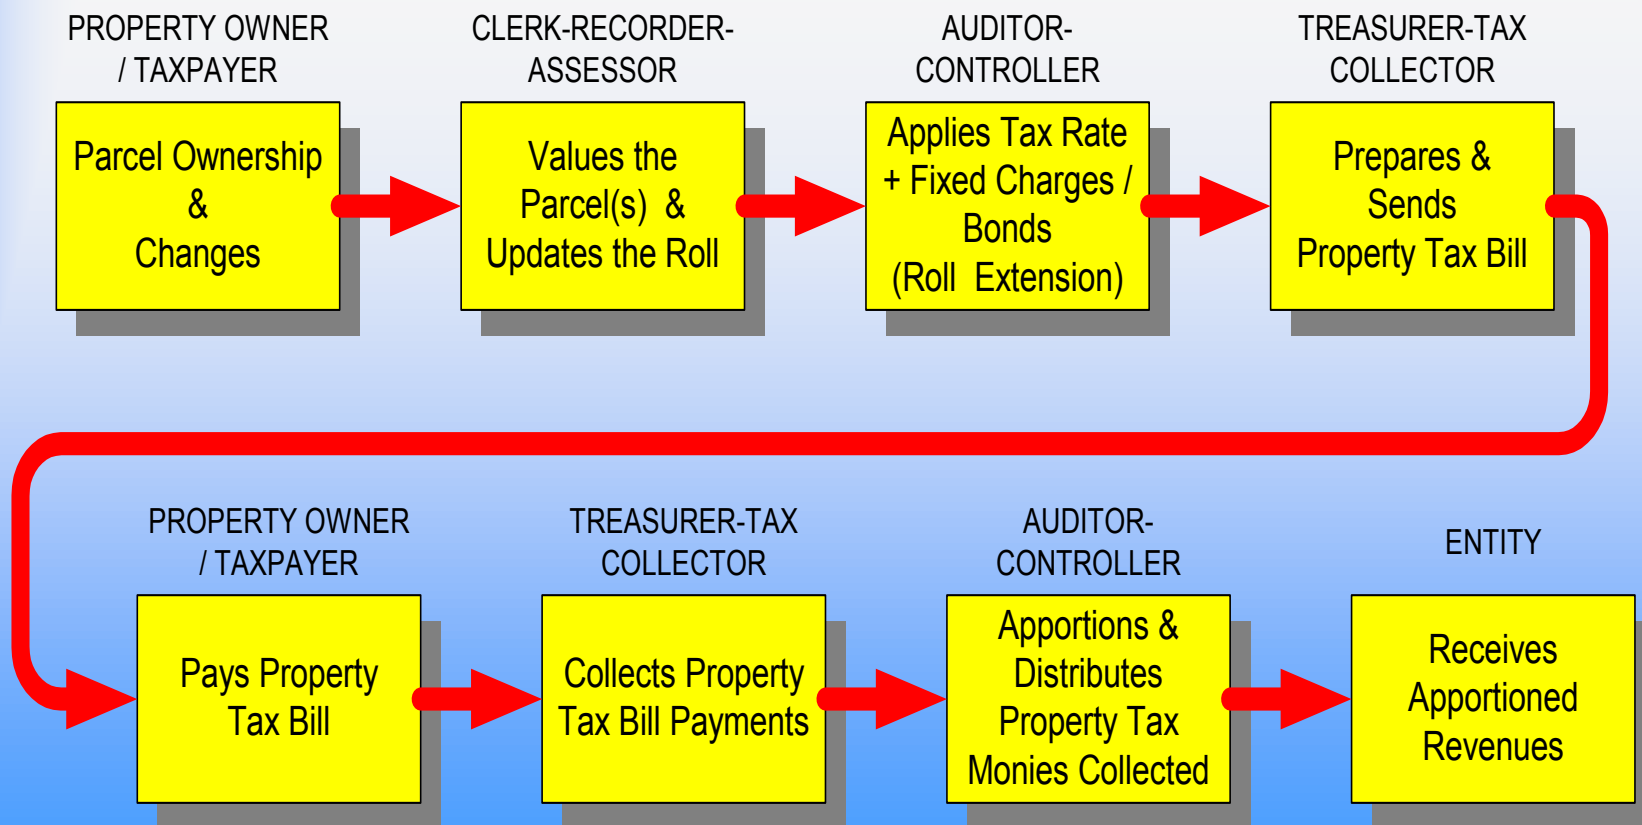 PROPERTY OWNER
/ TAXPAYER
CLERK-RECORDER-
ASSESSOR
AUDITOR-
CONTROLLER
TREASURER-TAX
COLLECTOR
Parcel Ownership
&
Changes
Values the
Parcel(s) &
Updates the Roll
Applies Tax Rate
+ Fixed Charges /
Bonds
(Roll Extension)
Prepares &
Sends
Property Tax Bill
PROPERTY OWNER
/ TAXPAYER
TREASURER-TAX
COLLECTOR
AUDITOR-
CONTROLLER
ENTITY
Pays Property
Tax Bill
Collects Property
Tax Bill Payments
Apportions &
Distributes
Property Tax
Monies Collected
Receives
Apportioned
Revenues